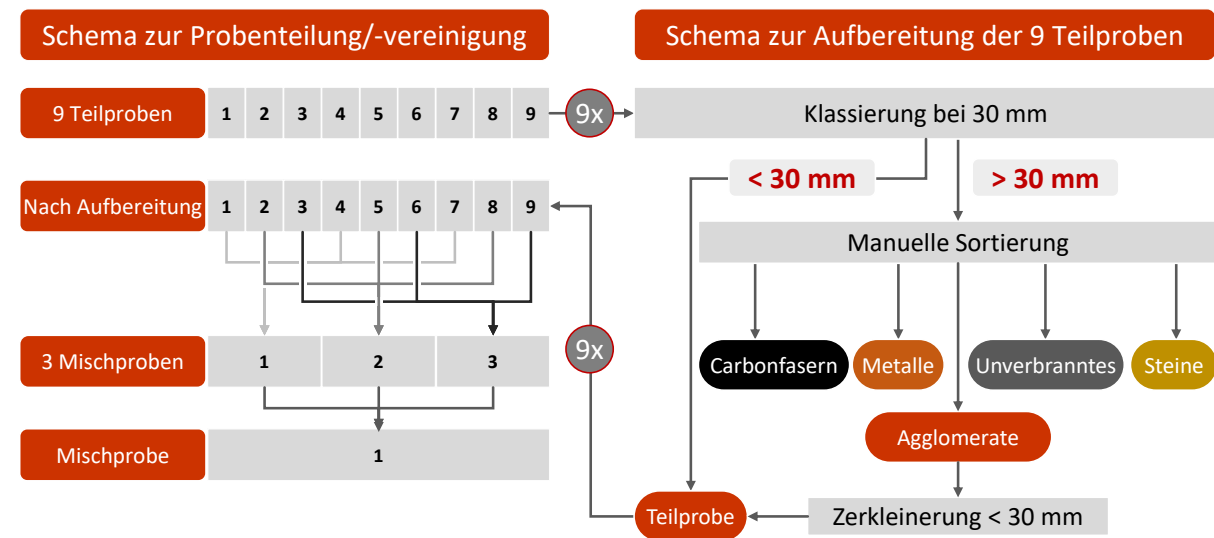 Schema zur Probenteilung/-vereinigung
Schema zur Aufbereitung der 9 Teilproben
9 Teilproben 1 2 3 4 5 6 7 8 9 9x Klassierung bei 30 mm
< 30 mm > 30 mm
Nach Aufbereitung 1 2 3 4 5 6 7 8 9
Manuelle Sortierung
3 Mischproben 1 2 3 9x
Carbonfasern Metalle Unverbranntes Steine
Agglomerate
Mischprobe 1
Teilprobe Zerkleinerung < 30 mm